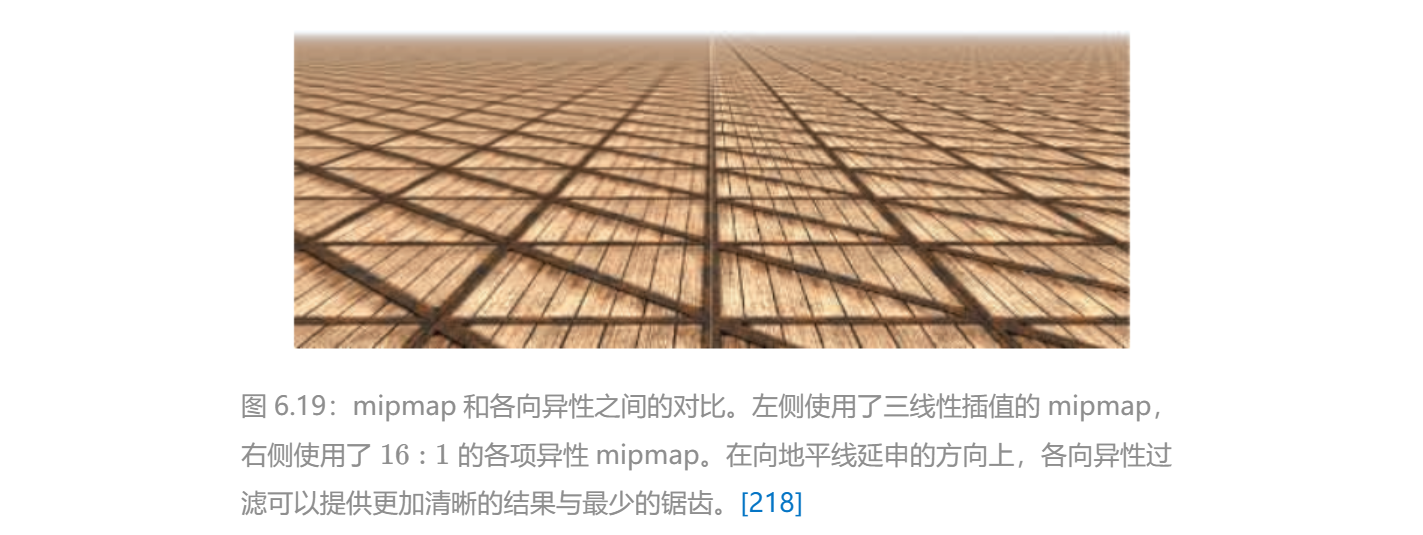 图 6.19：mipmap 和各向异性之间的对比。左侧使用了三线性插值的 mipmap，
右侧使用了 16 : 1 的各项异性 mipmap。在向地平线延申的方向上，各向异性过
滤可以提供更加清晰的结果与最少的锯齿。[218]